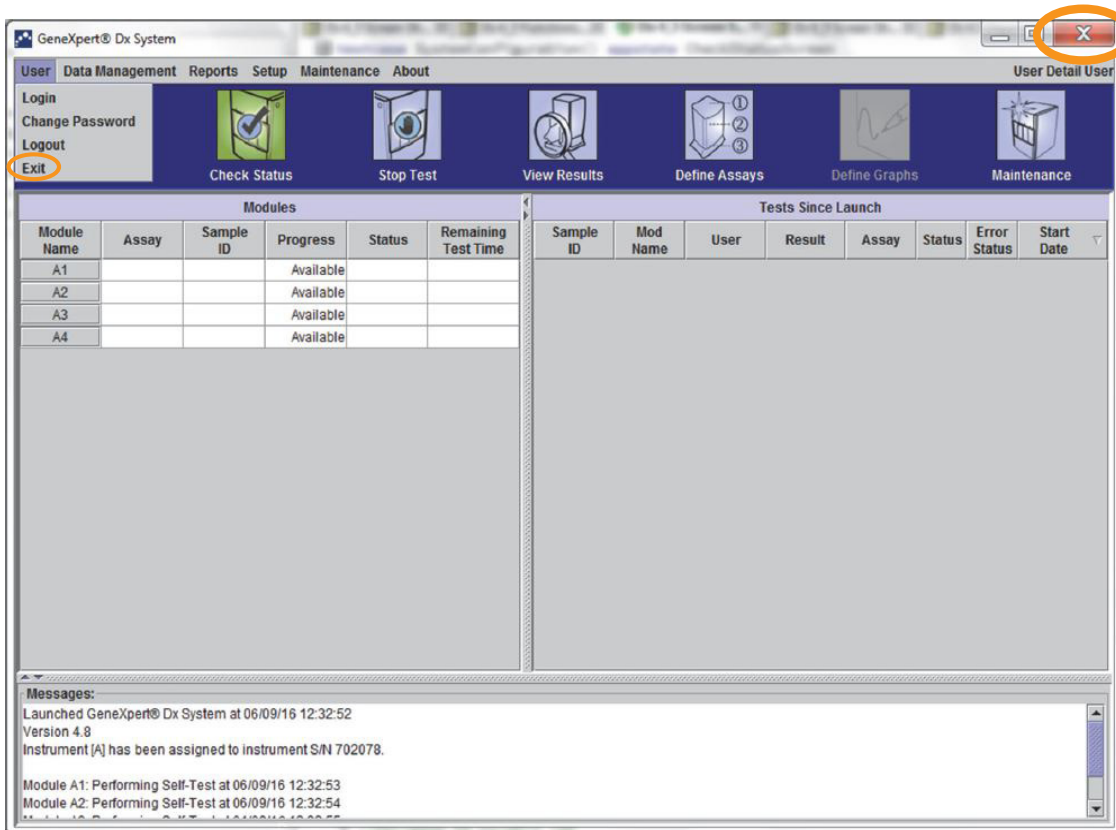 GeneXpert® Dx System
X
User Data Management Reports Setup Maintenance About User Detail User
Login
Change Password
Logout
Exit
Check Status Stop Test View Results Define Assays Define Graphs Maintenance
1
2
3
Modules
Module Name Assay Sample ID Progress Status Remaining Test Time
A1 Available
A2 Available
A3 Available
A4 Available
Tests Since Launch
Sample ID Mod Name User Result Assay Status Error Status Start Date
Messages:
Launched GeneXpert® Dx System at 06/09/16 12:32:52
Version 4.8
Instrument [A] has been assigned to instrument S/N 702078.
Module A1: Performing Self-Test at 06/09/16 12:32:53
Module A2: Performing Self-Test at 06/09/16 12:32:54